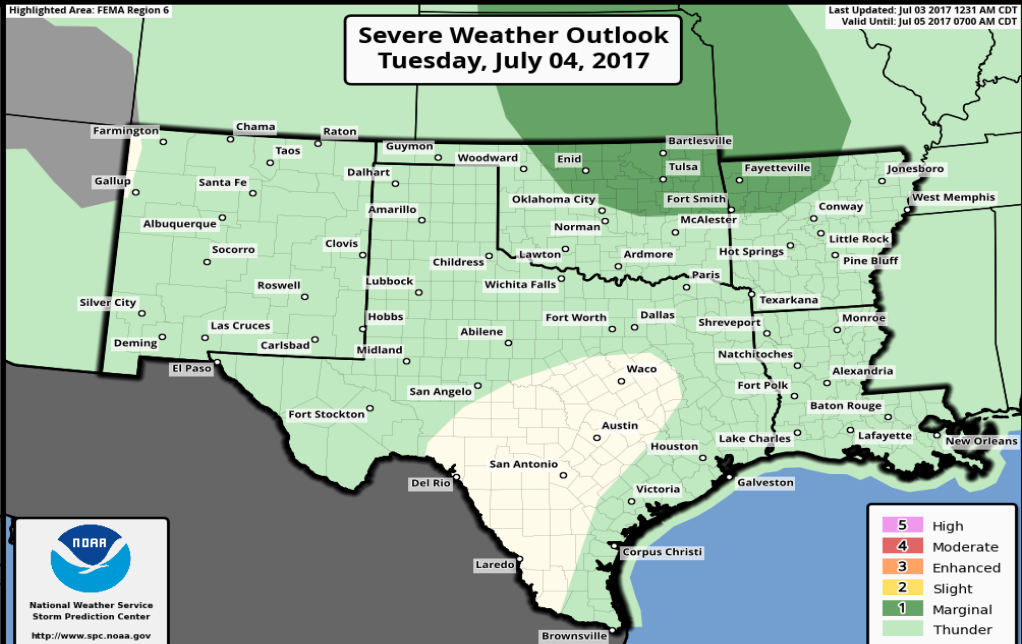 Highlighted Area: FEMA Region 6
Last Updated: Jul 03 2017 1231 AM CDT
Valid Until: Jul 05 2017 0700 AM CDT
Severe Weather Outlook
Tuesday, July 04, 2017
Farmington
Chama
Raton
Taos
Guymon
Woodward
Enid
Bartlesville
Tulsa
Fayetteville
Jonesboro
Gallup
Santa Fe
Dalhart
Amarillo
Oklahoma City
Fort Smith
Conway
West Memphis
Albuquerque
Norman
McAlester
Socorro
Clovis
Childress
Lawton
Ardmore
Hot Springs
Little Rock
Pine Bluff
Roswell
Lubbock
Wichita Falls
Paris
Texarkana
Silver City
Las Cruces
Hobbs
Abilene
Fort Worth
Dallas
Shreveport
Monroe
Deming
Carlsbad
Midland
Natchitoches
El Paso
San Angelo
Waco
Fort Polk
Alexandria
Fort Stockton
Baton Rouge
Austin
Houston
Lake Charles
Lafayette
New Orleans
San Antonio
Del Rio
Victoria
Galveston
Laredo
Corpus Christi
Brownsville
NOAA
National Weather Service
Storm Prediction Center
http://www.spc.noaa.gov
5 High
4 Moderate
3 Enhanced
2 Slight
1 Marginal
Thunder